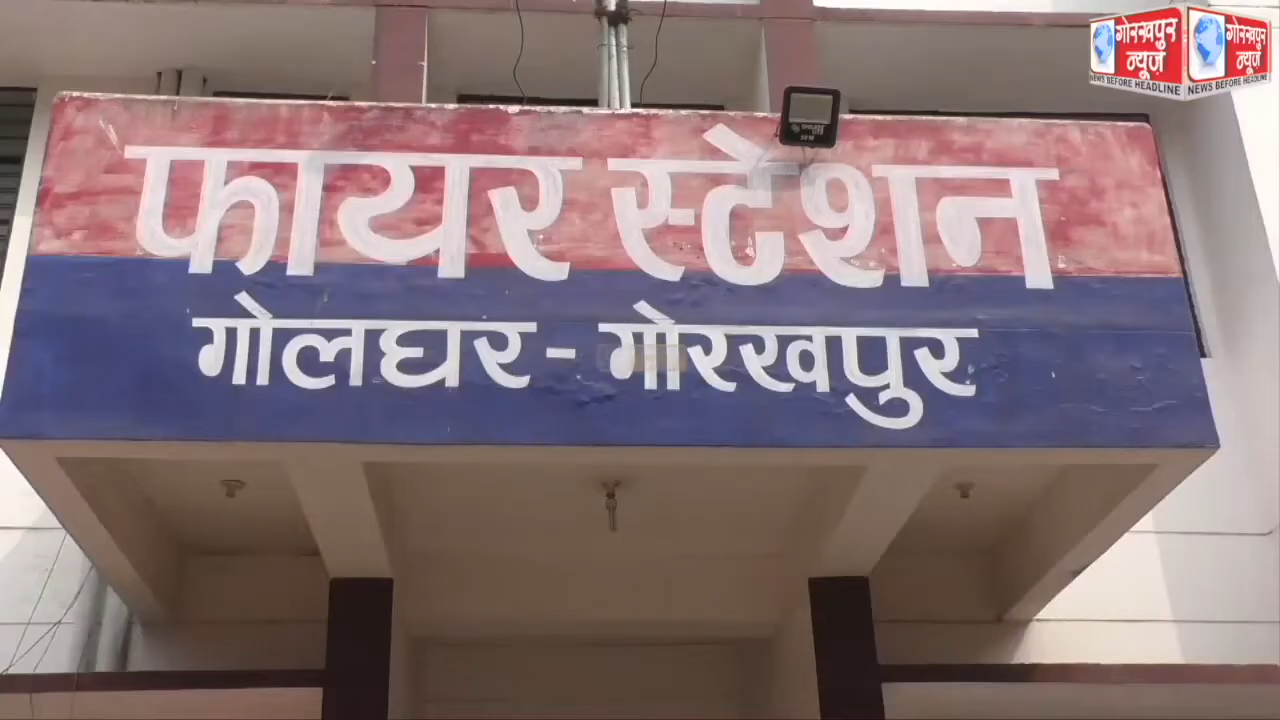 फायर स्टेशन
गोलघर - गोरखपुर
गोरखपुर
न्यूज़
NEWS BEFORE HEADLINE
गोरखपुर
न्यूज़
NEWS BEFORE HEADLINE